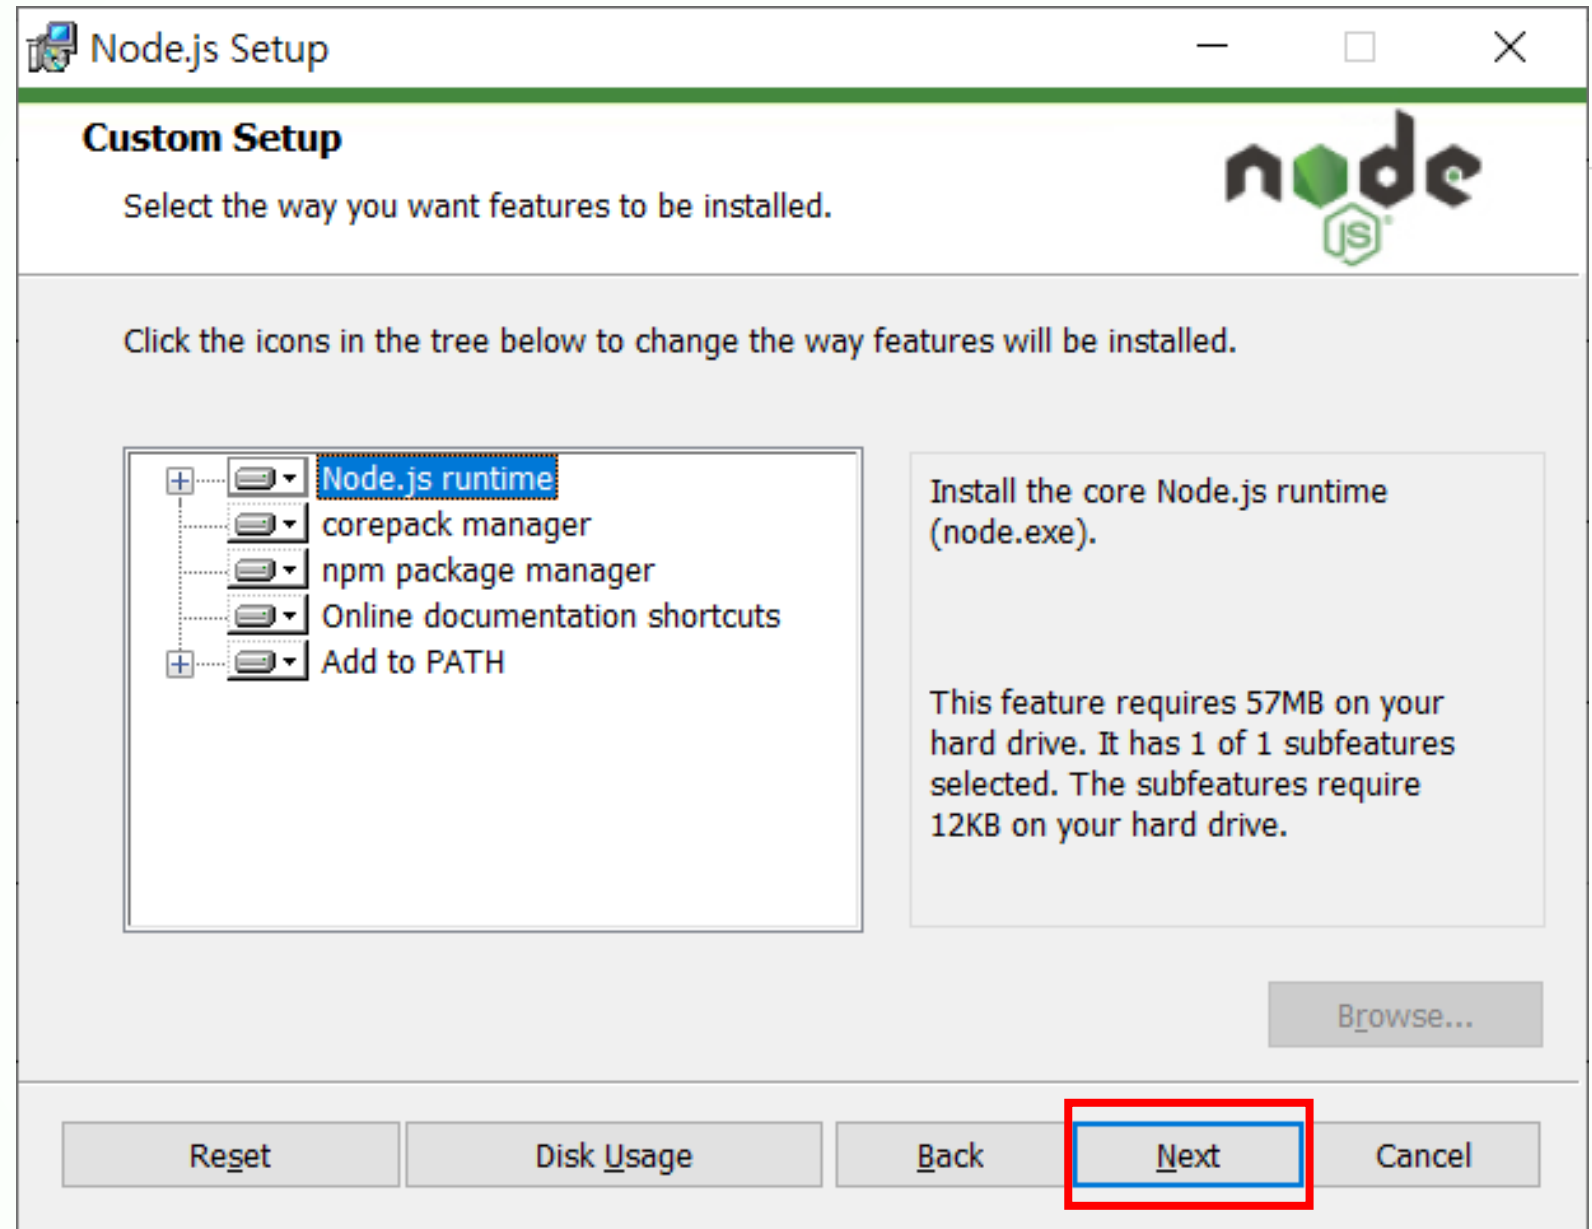 Node.js Setup
Custom Setup
Select the way you want features to be installed.
node
JS®
Click the icons in the tree below to change the way features will be installed.
Node.js runtime
corepack manager
npm package manager
Online documentation shortcuts
Add to PATH
Install the core Node.js runtime
(node.exe).
This feature requires 57MB on your
hard drive. It has 1 of 1 subfeatures
selected. The subfeatures require
12KB on your hard drive.
Browse...
Reset
Disk Usage
Back
Next
Cancel